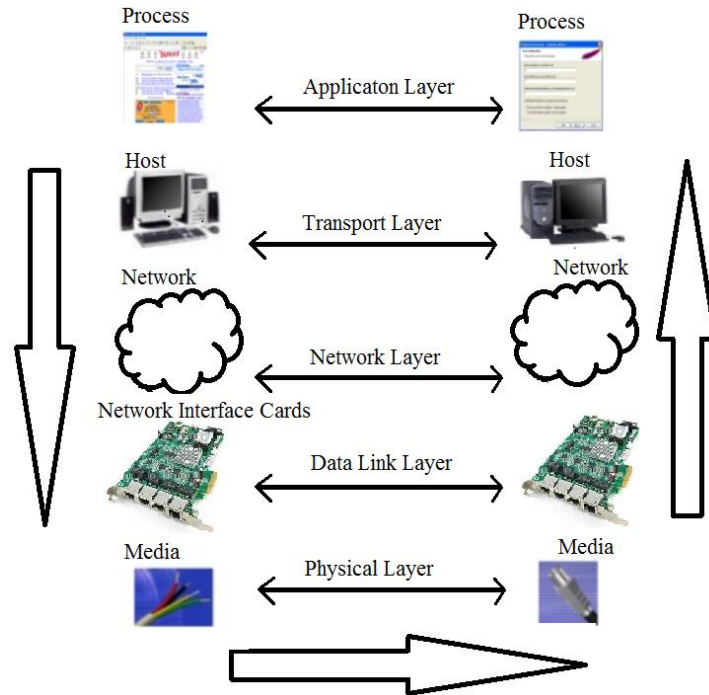 Process
Process
Applicaton Layer
Host
Host
Transport Layer
Network
Network
Network Layer
Network Interface Cards
Data Link Layer
Media
Media
Physical Layer